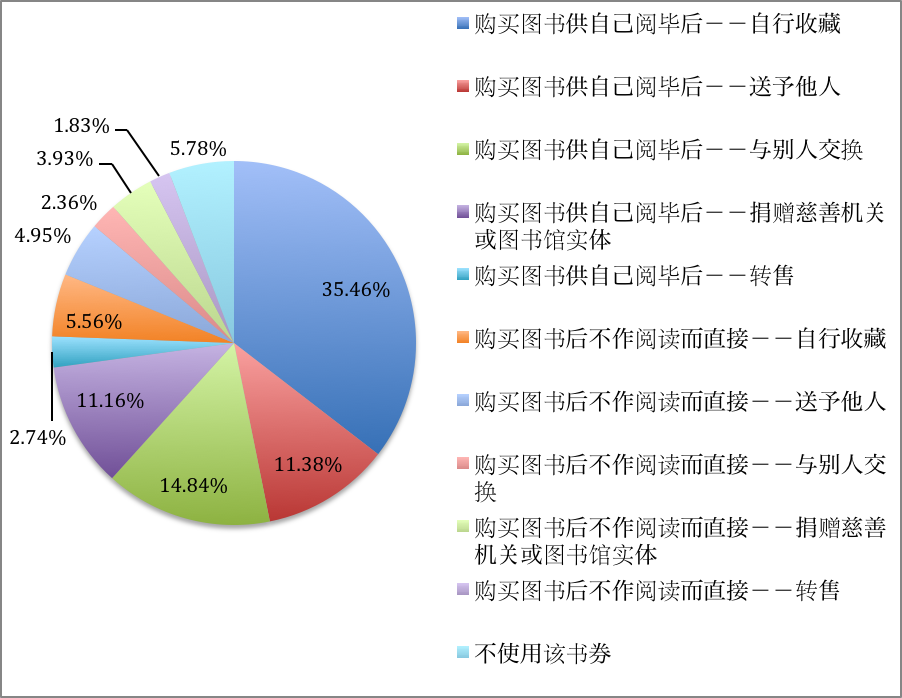 购买图书供自己阅毕后－－自行收藏
购买图书供自己阅毕后－－送予他人
购买图书供自己阅毕后－－与别人交换
购买图书供自己阅毕后－－捐赠慈善机关
或图书馆实体
购买图书供自己阅毕后－－转售
购买图书后不作阅读而直接－－自行收藏
购买图书后不作阅读而直接－－送予他人
购买图书后不作阅读而直接－－与别人交
换
购买图书后不作阅读而直接－－捐赠慈善
机关或图书馆实体
购买图书后不作阅读而直接－－转售
不使用该书券
35.46%
11.38%
14.84%
11.16%
2.74%
5.56%
4.95%
2.36%
3.93%
1.83%
5.78%